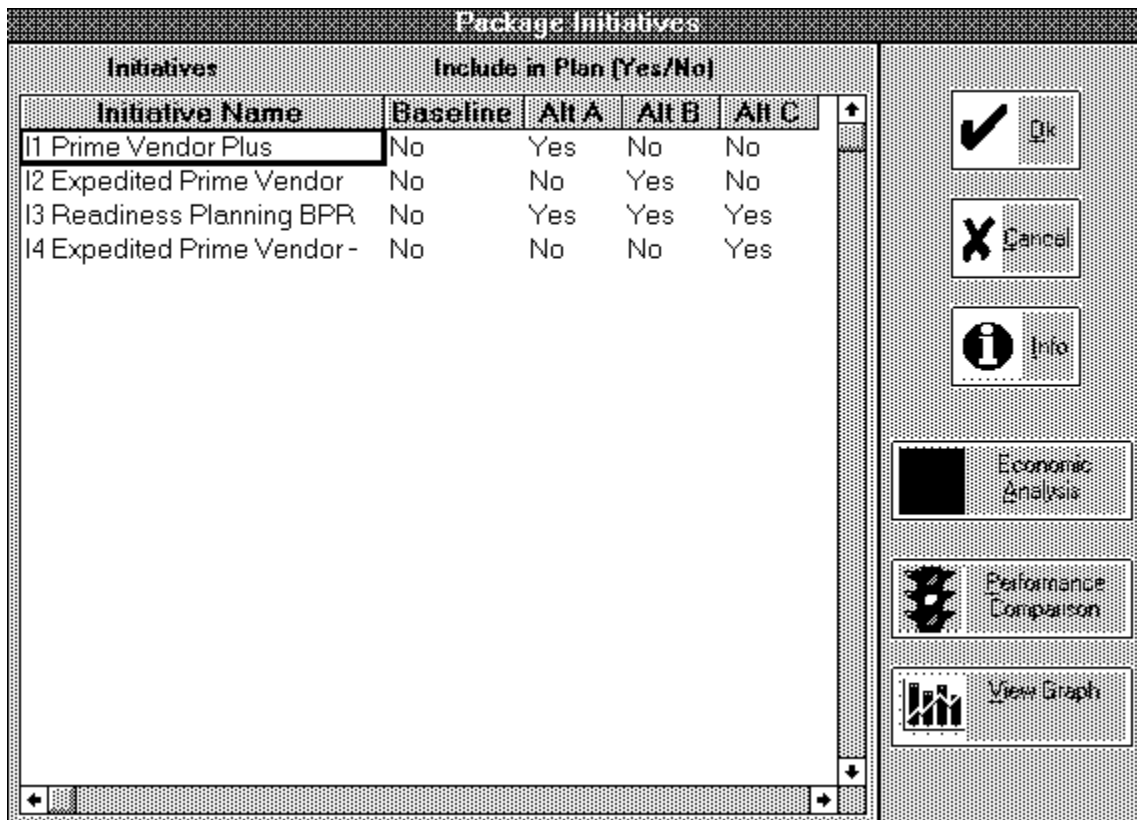 Package Initiatives
Initiatives Include in Plan (Yes/No)
Initiative Name Baseline Alt A Alt B Alt C
I1 Prime Vendor Plus No Yes No No
I2 Expedited Prime Vendor No No Yes No
I3 Readiness Planning BPR No Yes Yes Yes
I4 Expedited Prime Vendor - No No No Yes
Ok
Cancel
Info
Economic
Analysis
Performance
Comparison
View Graph